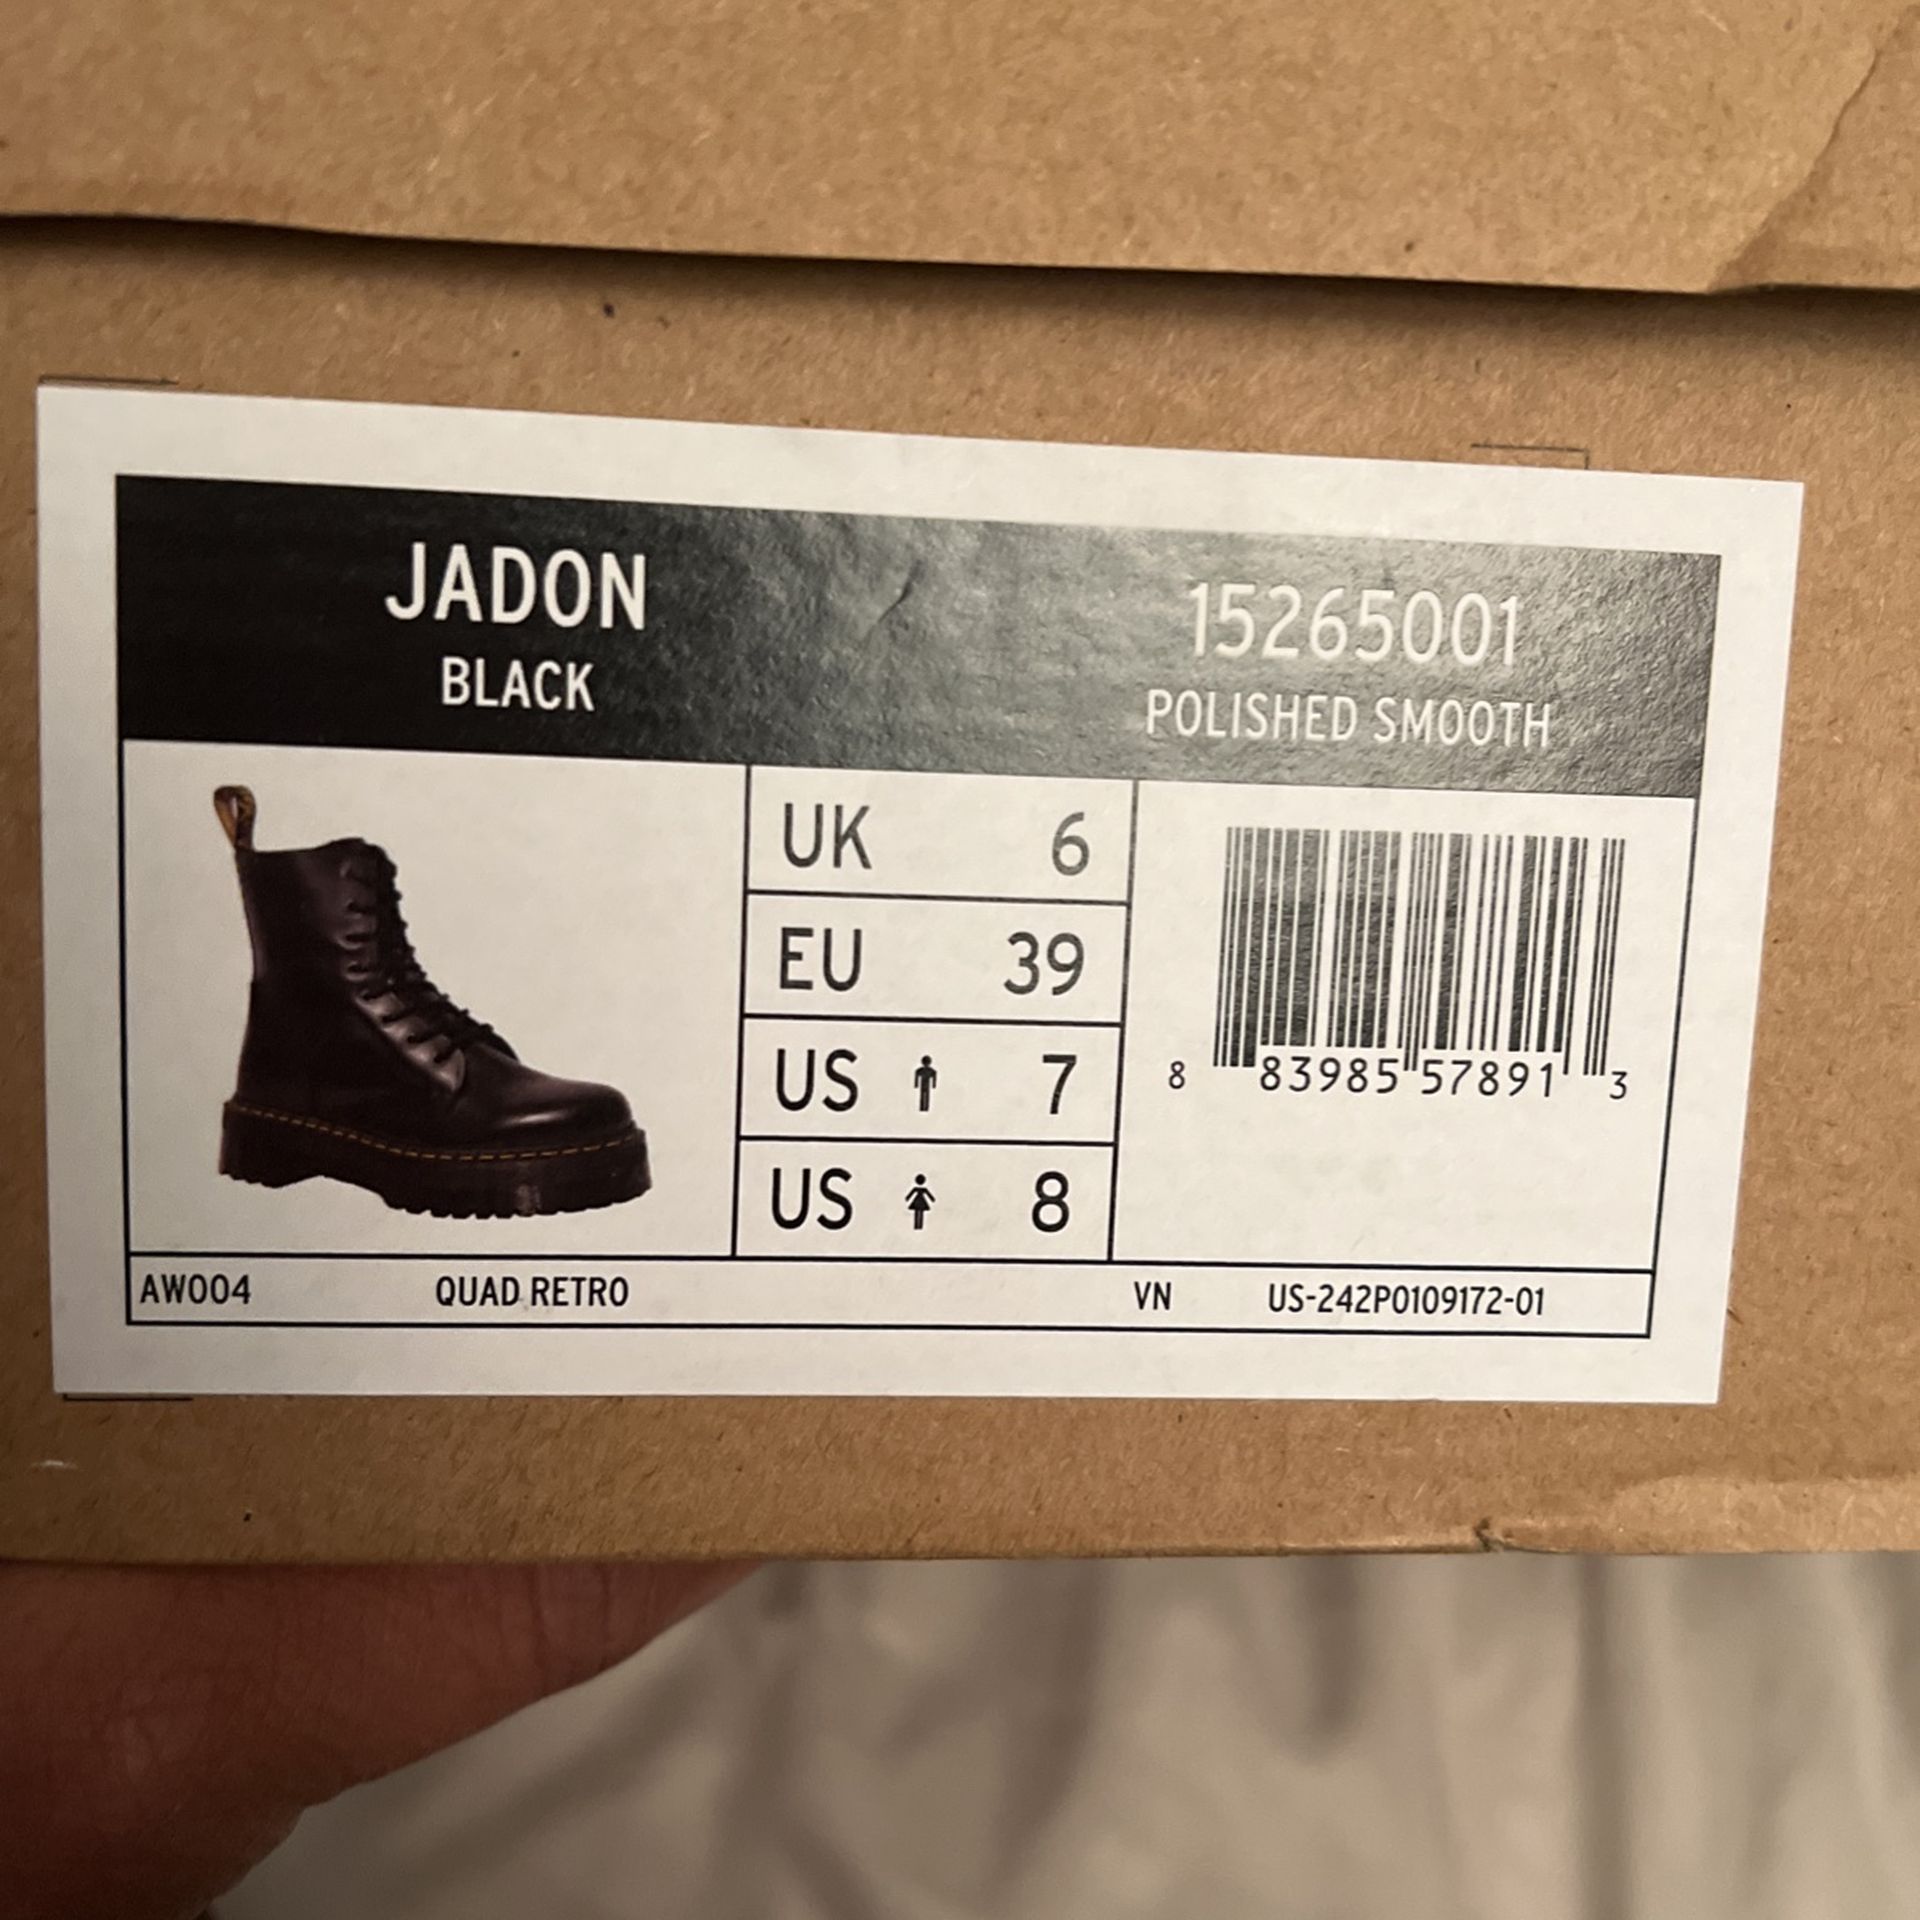 JADON
BLACK
15265001
POLISHED SMOOTH
UK 6
EU 39
US 7
US 8
8 83985 57891 3
AW004 QUAD RETRO VN US-242P0109172-01